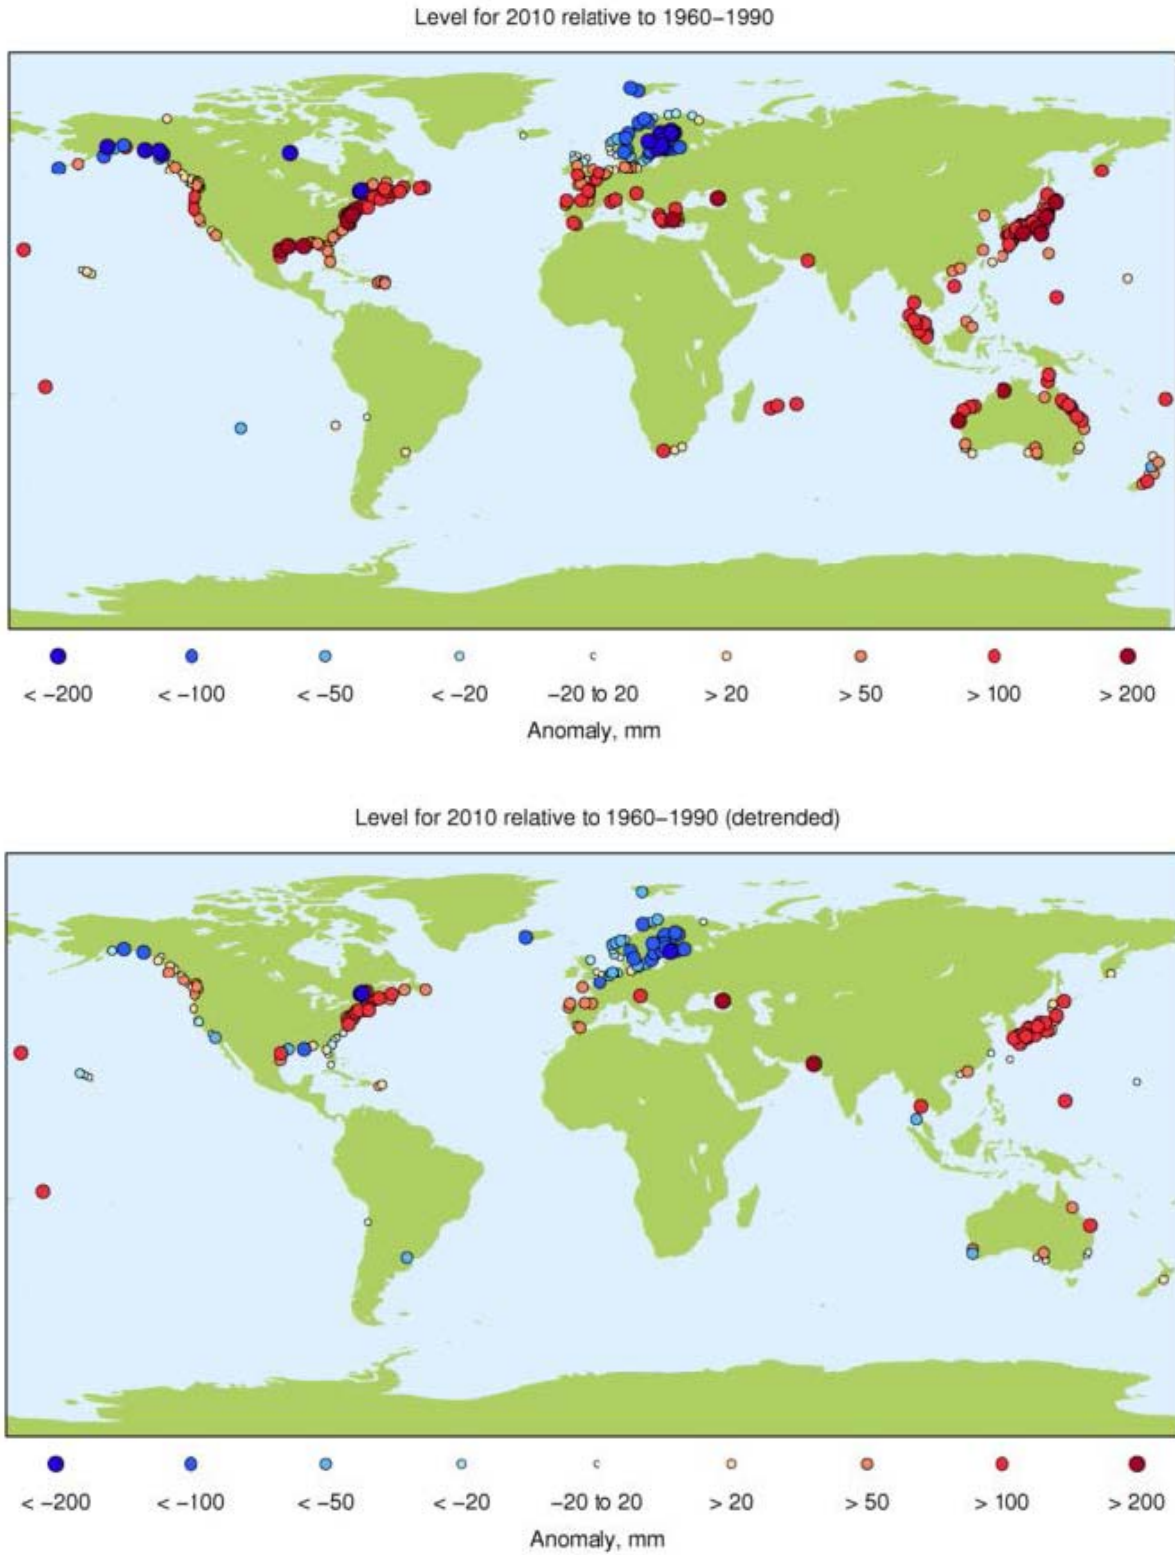 Level for 2010 relative to 1960−1990
< −200 < −100 < −50 < −20 −20 to 20 > 20 > 50 > 100 > 200
Anomaly, mm
Level for 2010 relative to 1960−1990 (detrended)
< −200 < −100 < −50 < −20 −20 to 20 > 20 > 50 > 100 > 200
Anomaly, mm